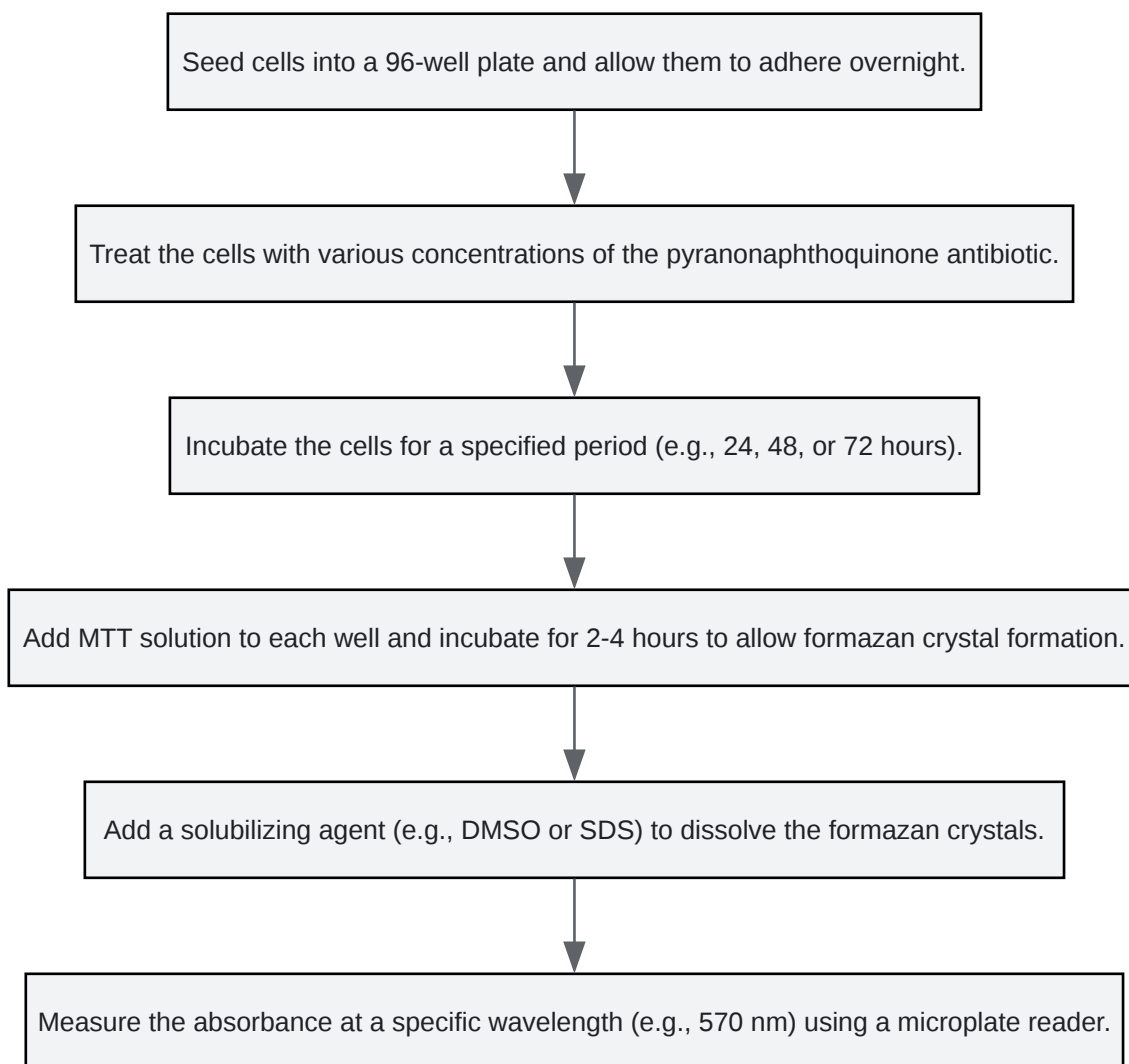 Seed cells into a 96-well plate and allow them to adhere overnight.
Treat the cells with various concentrations of the pyranonaphthoquinone antibiotic.
Incubate the cells for a specified period (e.g., 24, 48, or 72 hours).
Add MTT solution to each well and incubate for 2-4 hours to allow formazan crystal formation.
Add a solubilizing agent (e.g., DMSO or SDS) to dissolve the formazan crystals.
Measure the absorbance at a specific wavelength (e.g., 570 nm) using a microplate reader.